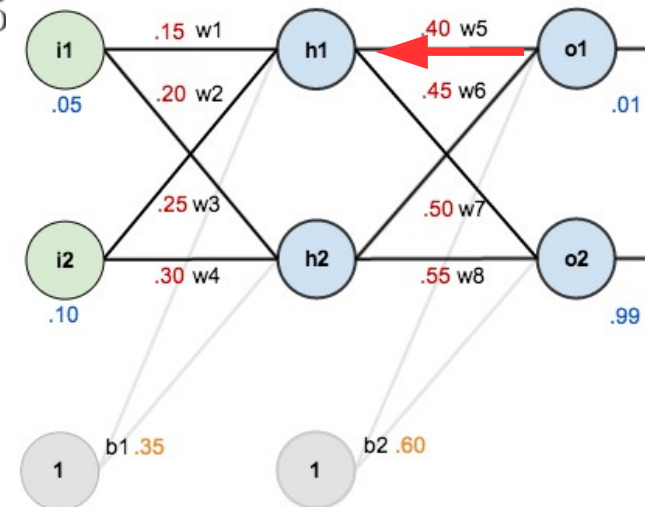 i1
.15 w1
h1
.40 w5
o1
.05
.20 w2
.45 w6
.01
.25 w3
.50 w7
i2
.30 w4
h2
.55 w8
o2
.10
.99
1
b1 .35
1
b2 .60